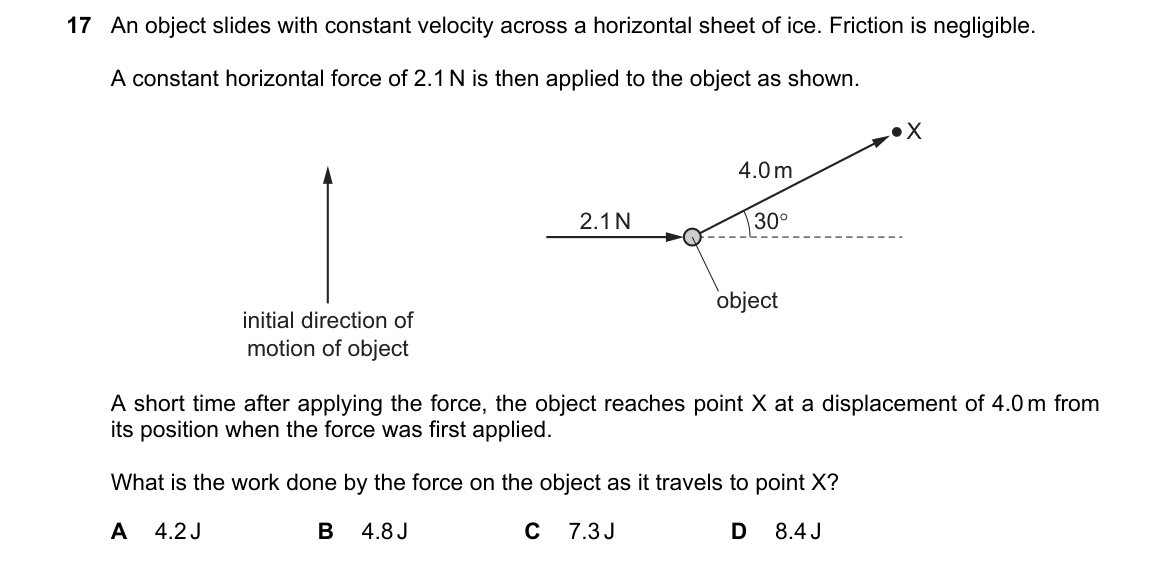 17 An object slides with constant velocity across a horizontal sheet of ice. Friction is negligible.
A constant horizontal force of 2.1 N is then applied to the object as shown.
X
4.0 m
2.1 N
30°
object
initial direction of
motion of object
A short time after applying the force, the object reaches point X at a displacement of 4.0 m from
its position when the force was first applied.
What is the work done by the force on the object as it travels to point X?
A 4.2 J B 4.8 J C 7.3 J D 8.4 J